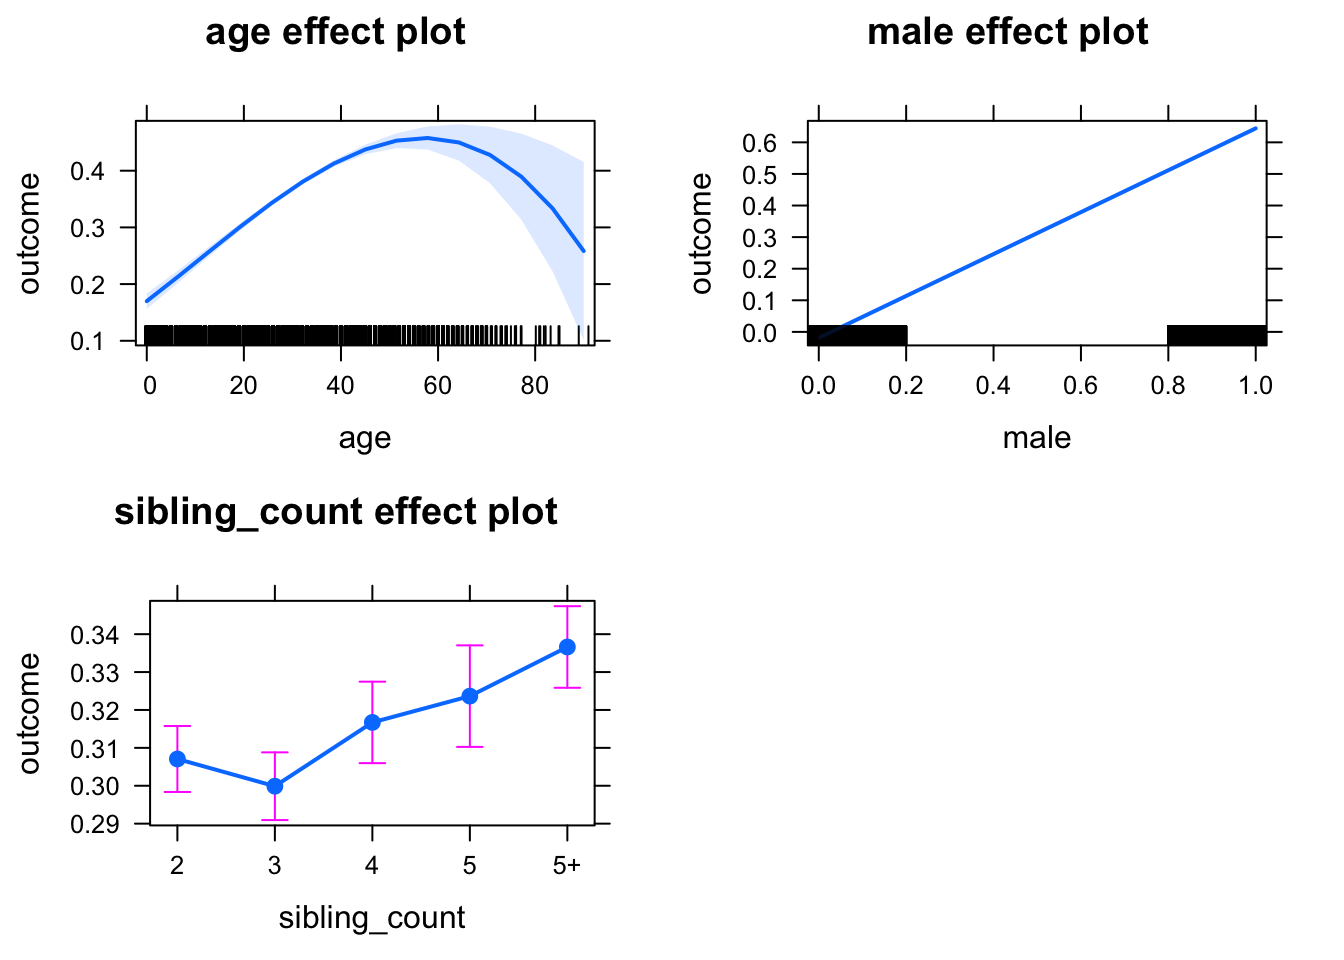 age effect plot
outcome
0.4
0.3
0.2
0.1
0 20 40 60 80
age
male effect plot
outcome
0.6
0.5
0.4
0.3
0.2
0.1
0.0
0.0 0.2 0.4 0.6 0.8 1.0
male
sibling_count effect plot
outcome
0.34
0.33
0.32
0.31
0.30
0.29
2 3 4 5 5+
sibling_count